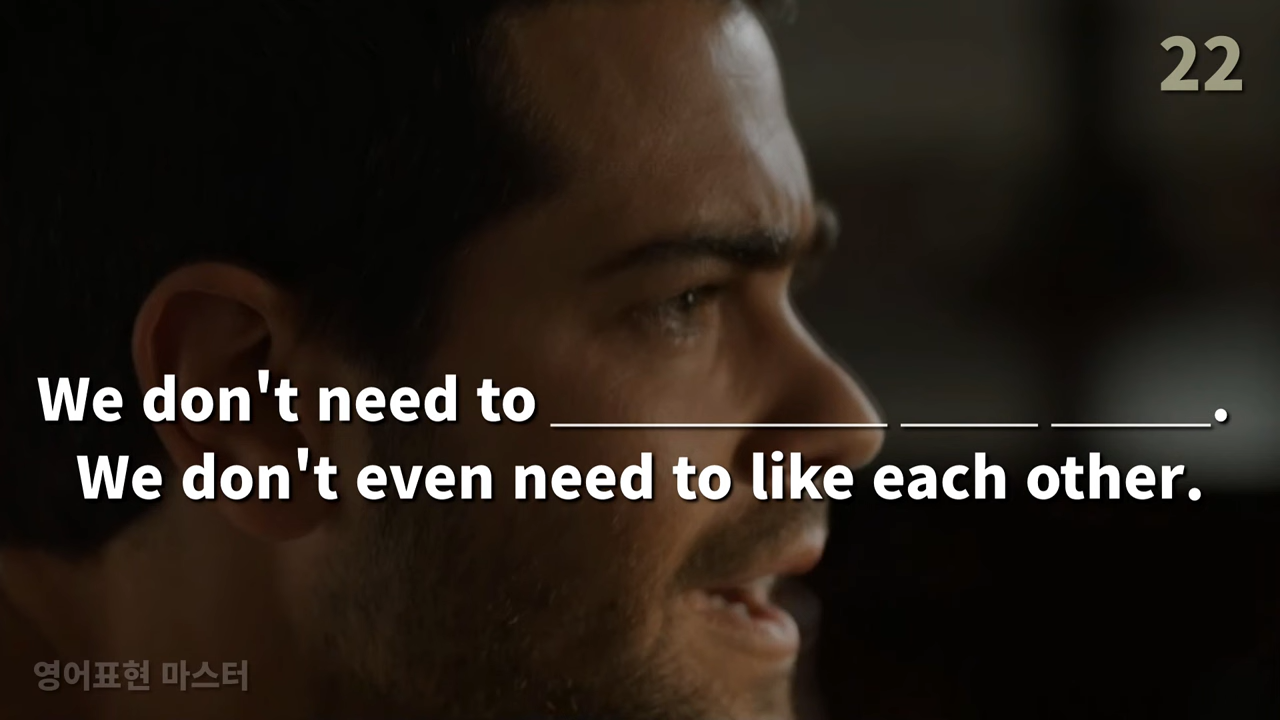 22
We don't need to __________ ____ _____.
We don't even need to like each other.
영어표현 마스터